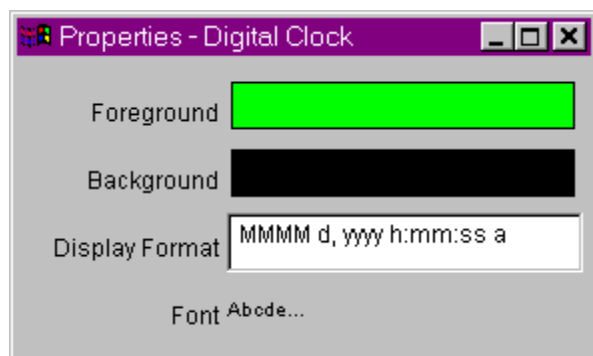 Properties - Digital Clock
Foreground
Background
Display Format MMMM d, yyyy h:mm:ss a
Font Abcde...